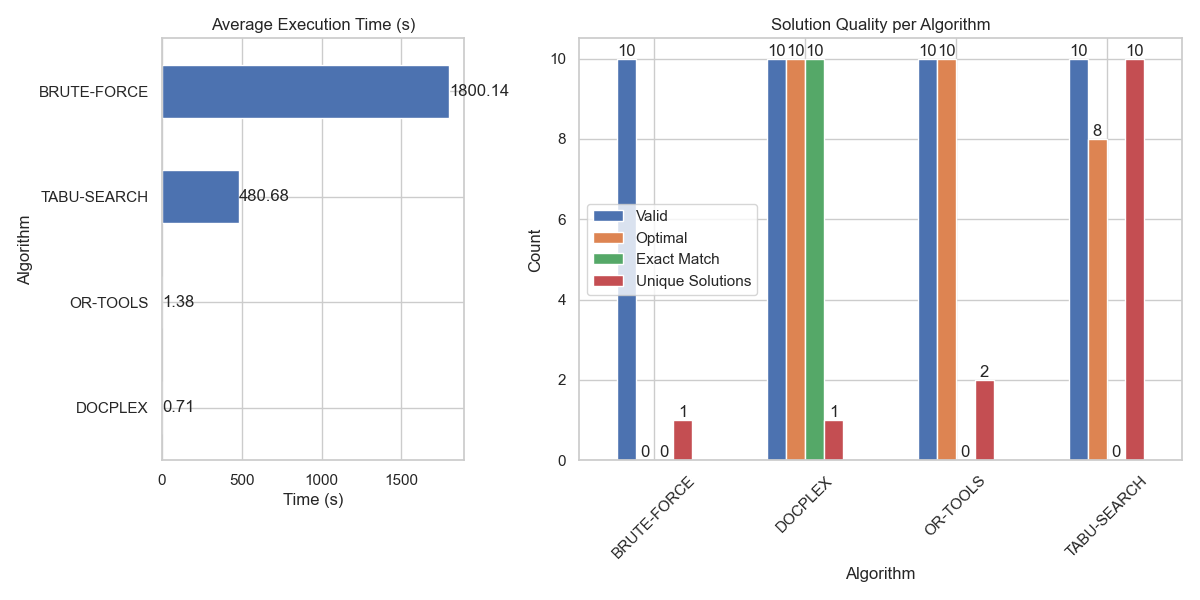 Average Execution Time (s)
BRUTE-FORCE
1800.14
TABU-SEARCH
480.68
OR-TOOLS
1.38
DOCPLEX
0.71
Algorithm
0
500
1000
1500
Time (s)
Solution Quality per Algorithm
10
8
6
4
2
0
Count
10
0
0
1
10
10
10
1
10
10
0
2
10
8
0
10
Valid
Optimal
Exact Match
Unique Solutions
BRUTE-FORCE
DOCPLEX
OR-TOOLS
TABU-SEARCH
Algorithm